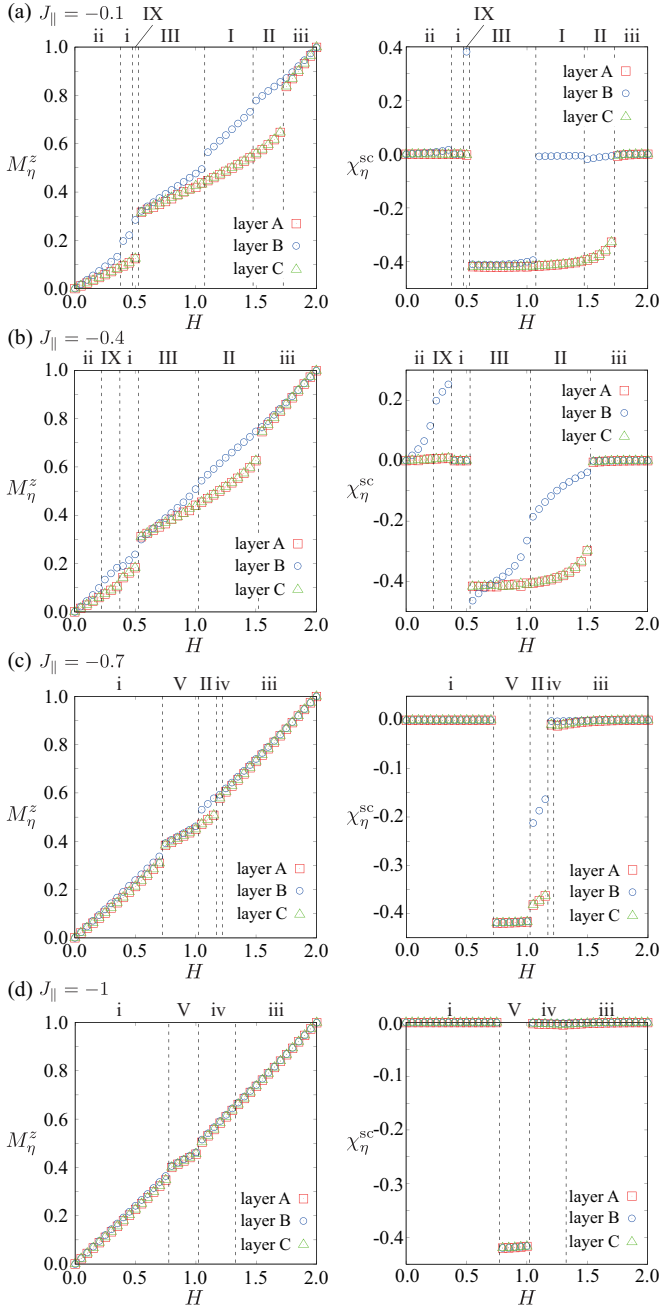 (a) J∥ = −0.1
IX
ii i III I II iii
1.0
0.8
0.6
0.4
0.2
0.0
M^z_η
layer A
layer B
layer C
0.0 0.5 1.0 1.5 2.0
H
IX
ii i III I II iii
0.4
0.2
0.0
-0.2
-0.4
χ^sc_η
layer A
layer B
layer C
0.0 0.5 1.0 1.5 2.0
H
(b) J∥ = −0.4
ii IX i III II iii
1.0
0.8
0.6
0.4
0.2
0.0
M^z_η
layer A
layer B
layer C
0.0 0.5 1.0 1.5 2.0
H
ii IX i III II iii
0.2
0.0
-0.2
-0.4
χ^sc_η
layer A
layer B
layer C
0.0 0.5 1.0 1.5 2.0
H
(c) J∥ = −0.7
i V II iv iii
1.0
0.8
0.6
0.4
0.2
0.0
M^z_η
layer A
layer B
layer C
0.0 0.5 1.0 1.5 2.0
H
i V II iv iii
0.0
-0.1
-0.2
-0.3
-0.4
χ^sc_η
layer A
layer B
layer C
0.0 0.5 1.0 1.5 2.0
H
(d) J∥ = −1
i V iv iii
1.0
0.8
0.6
0.4
0.2
0.0
M^z_η
layer A
layer B
layer C
0.0 0.5 1.0 1.5 2.0
H
i V iv iii
0.0
-0.1
-0.2
-0.3
-0.4
χ^sc_η
layer A
layer B
layer C
0.0 0.5 1.0 1.5 2.0
H